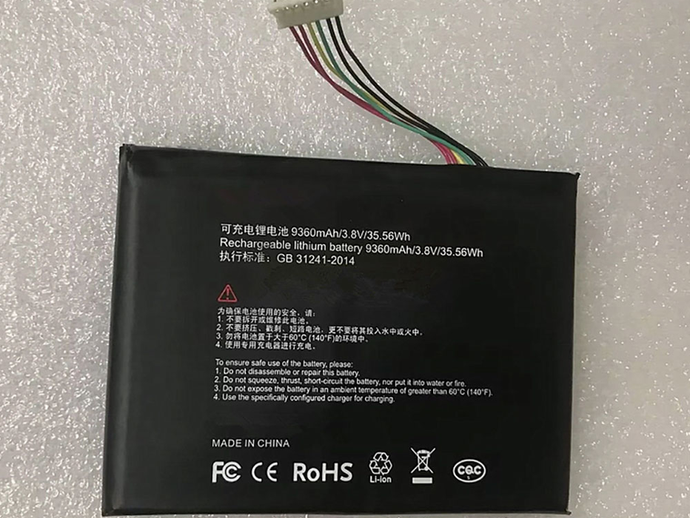 可充电锂电池 9360mAh/3.8V/35.56Wh
Rechargeable lithium battery 9360mAh/3.8V/35.56Wh
执行标准：GB 31241-2014
为确保电池使用的安全，请：
1. 不要拆开或维修此电池。
2. 不要挤压、戳刺、短路电池，更不要将其投入水中或火中。
3. 勿将电池置于大于60°C (140°F)的环境中。
4. 使用专用充电器进行充电。
To ensure safe use of the battery, please:
1. Do not disassemble or repair this battery.
2. Do not squeeze, thrust, short-circuit the battery, nor put it into water or fire.
3. Do not expose the battery in an ambient temperature of greater than 60°C (140°F).
4. Use the specifically configured charger for charging.
MADE IN CHINA
FC CE RoHS Li-ion CQC